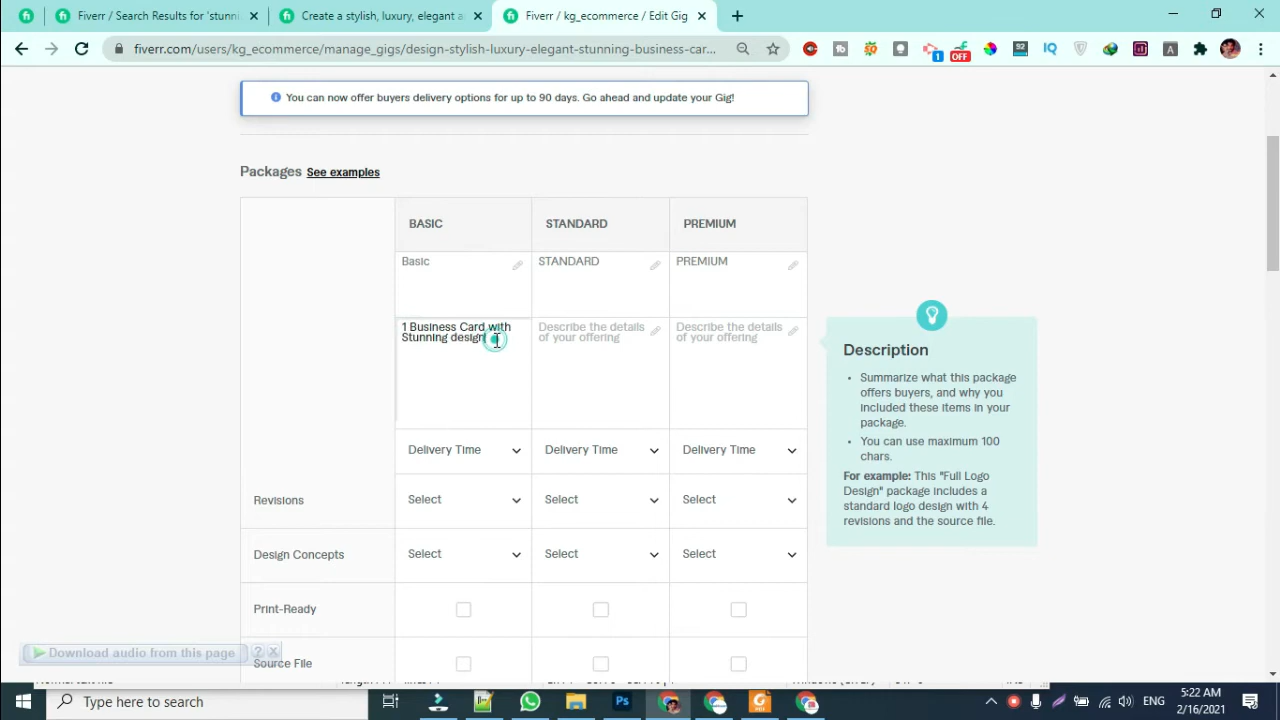 Fiverr / Search Results for 'stunni
Create a stylish, luxury, elegant a
Fiverr / kg_ecommerce / Edit Gig
fiverr.com/users/kg_ecommerce/manage_gigs/design-stylish-luxury-elegant-stunning-business-car...
You can now offer buyers delivery options for up to 90 days. Go ahead and update your Gig!
Packages See examples
BASIC STANDARD PREMIUM
Basic STANDARD PREMIUM
1 Business Card with
Stunning design
Describe the details
of your offering
Describe the details
of your offering
Delivery Time Delivery Time Delivery Time
Revisions Select Select Select
Design Concepts Select Select Select
Print-Ready
Source File
Description
• Summarize what this package
offers buyers, and why you
included these items in your
package.
• You can use maximum 100
chars.
For example: This "Full Logo
Design" package includes a
standard logo design with 4
revisions and the source file.
Download audio from this page ?
Type here to search
ENG
5:22 AM
2/16/2021
1
OFF
92
IQ
A
Ps